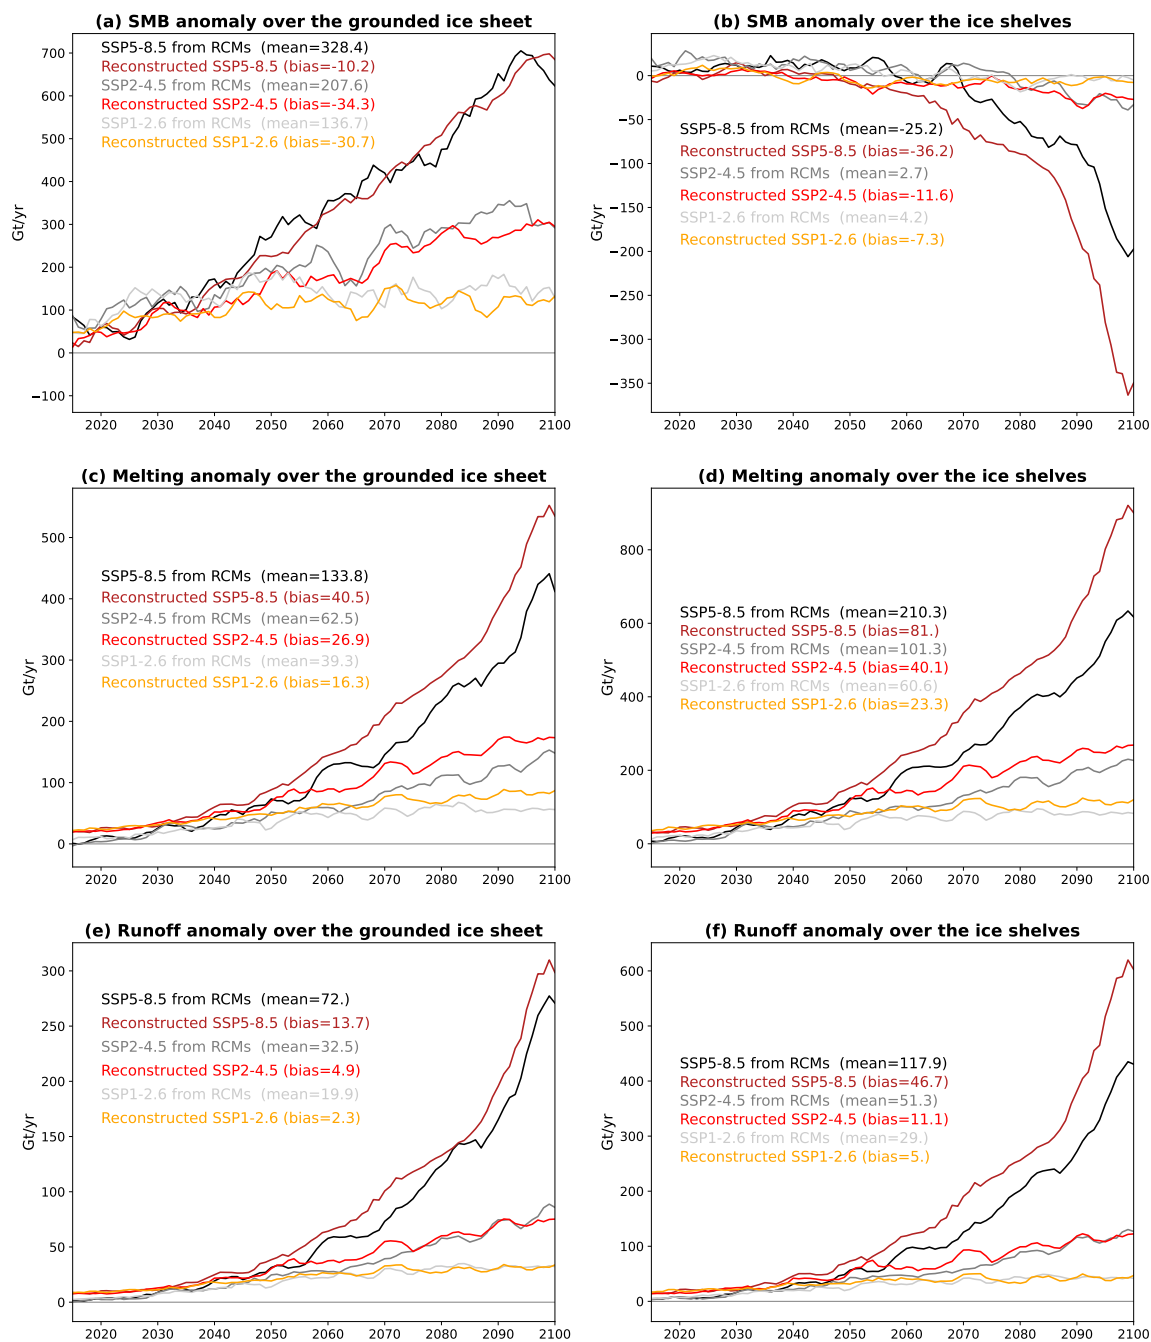 (a) SMB anomaly over the grounded ice sheet
SSP5-8.5 from RCMs (mean=328.4)
Reconstructed SSP5-8.5 (bias=-10.2)
SSP2-4.5 from RCMs (mean=207.6)
Reconstructed SSP2-4.5 (bias=-34.3)
SSP1-2.6 from RCMs (mean=136.7)
Reconstructed SSP1-2.6 (bias=-30.7)
Gt/yr
700
600
500
400
300
200
100
0
−100
2020 2030 2040 2050 2060 2070 2080 2090 2100
(b) SMB anomaly over the ice shelves
SSP5-8.5 from RCMs (mean=-25.2)
Reconstructed SSP5-8.5 (bias=-36.2)
SSP2-4.5 from RCMs (mean=2.7)
Reconstructed SSP2-4.5 (bias=-11.6)
SSP1-2.6 from RCMs (mean=4.2)
Reconstructed SSP1-2.6 (bias=-7.3)
Gt/yr
0
−50
−100
−150
−200
−250
−300
−350
2020 2030 2040 2050 2060 2070 2080 2090 2100
(c) Melting anomaly over the grounded ice sheet
SSP5-8.5 from RCMs (mean=133.8)
Reconstructed SSP5-8.5 (bias=40.5)
SSP2-4.5 from RCMs (mean=62.5)
Reconstructed SSP2-4.5 (bias=26.9)
SSP1-2.6 from RCMs (mean=39.3)
Reconstructed SSP1-2.6 (bias=16.3)
Gt/yr
500
400
300
200
100
0
2020 2030 2040 2050 2060 2070 2080 2090 2100
(d) Melting anomaly over the ice shelves
SSP5-8.5 from RCMs (mean=210.3)
Reconstructed SSP5-8.5 (bias=81.)
SSP2-4.5 from RCMs (mean=101.3)
Reconstructed SSP2-4.5 (bias=40.1)
SSP1-2.6 from RCMs (mean=60.6)
Reconstructed SSP1-2.6 (bias=23.3)
Gt/yr
800
600
400
200
0
2020 2030 2040 2050 2060 2070 2080 2090 2100
(e) Runoff anomaly over the grounded ice sheet
SSP5-8.5 from RCMs (mean=72.)
Reconstructed SSP5-8.5 (bias=13.7)
SSP2-4.5 from RCMs (mean=32.5)
Reconstructed SSP2-4.5 (bias=4.9)
SSP1-2.6 from RCMs (mean=19.9)
Reconstructed SSP1-2.6 (bias=2.3)
Gt/yr
300
250
200
150
100
50
0
2020 2030 2040 2050 2060 2070 2080 2090 2100
(f) Runoff anomaly over the ice shelves
SSP5-8.5 from RCMs (mean=117.9)
Reconstructed SSP5-8.5 (bias=46.7)
SSP2-4.5 from RCMs (mean=51.3)
Reconstructed SSP2-4.5 (bias=11.1)
SSP1-2.6 from RCMs (mean=29.)
Reconstructed SSP1-2.6 (bias=5.)
Gt/yr
600
500
400
300
200
100
0
2020 2030 2040 2050 2060 2070 2080 2090 2100